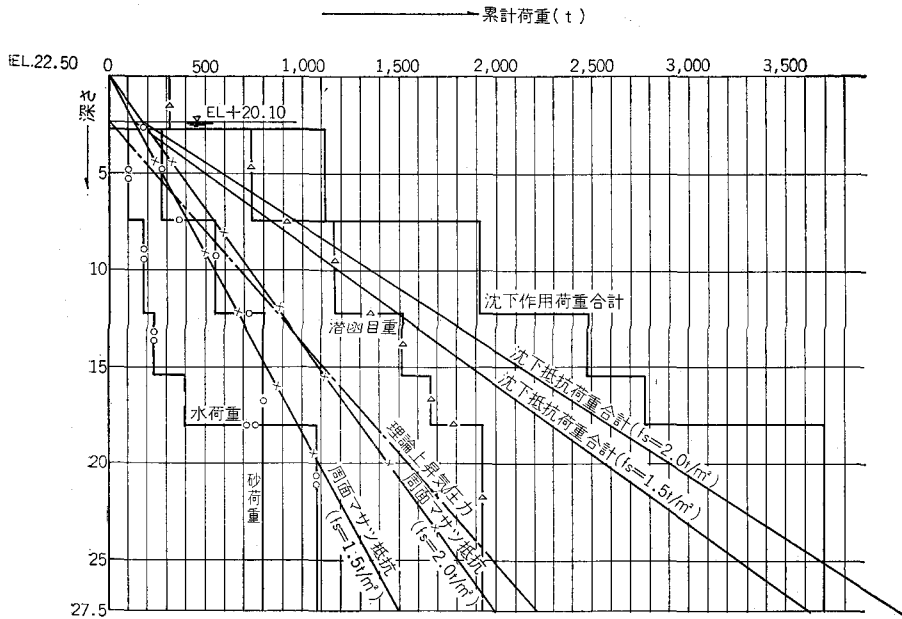 累計荷重(t)
EL.22.50
0 500 1,000 1,500 2,000 2,500 3,000 3,500
深さ
EL+20.10
5
10
15
20
25
27.5
沈下作用荷重合計
潜函自重
沈下抵抗荷重合計(fs=2.0t/m²)
沈下抵抗荷重合計(fs=1.5t/m²)
水荷重
砂荷重
理論上昇気圧力
周面マサツ抵抗
(fs=2.0t/m²)
周面マサツ抵抗
(fs=1.5t/m²)